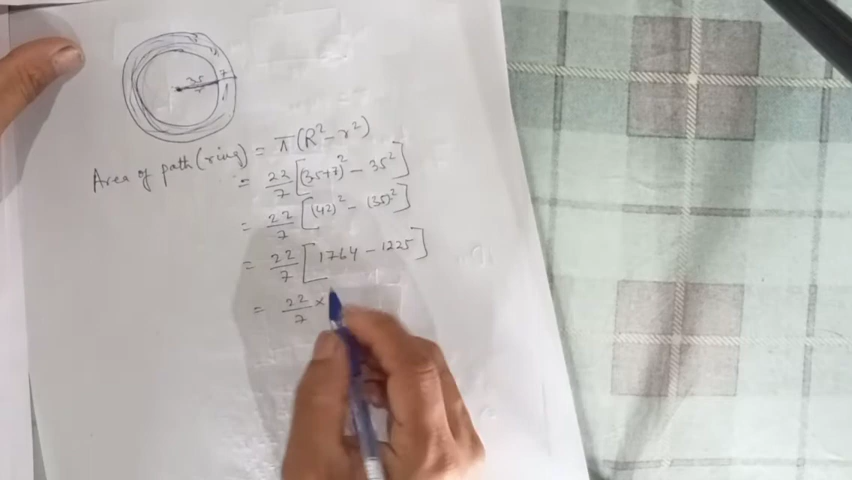 35 7
Area of path (ring) = π(R² - r²)
= 22/7 [(35+7)² - 35²]
= 22/7 [(42)² - (35)²]
= 22/7 [1764 - 1225]
= 22/7 ×